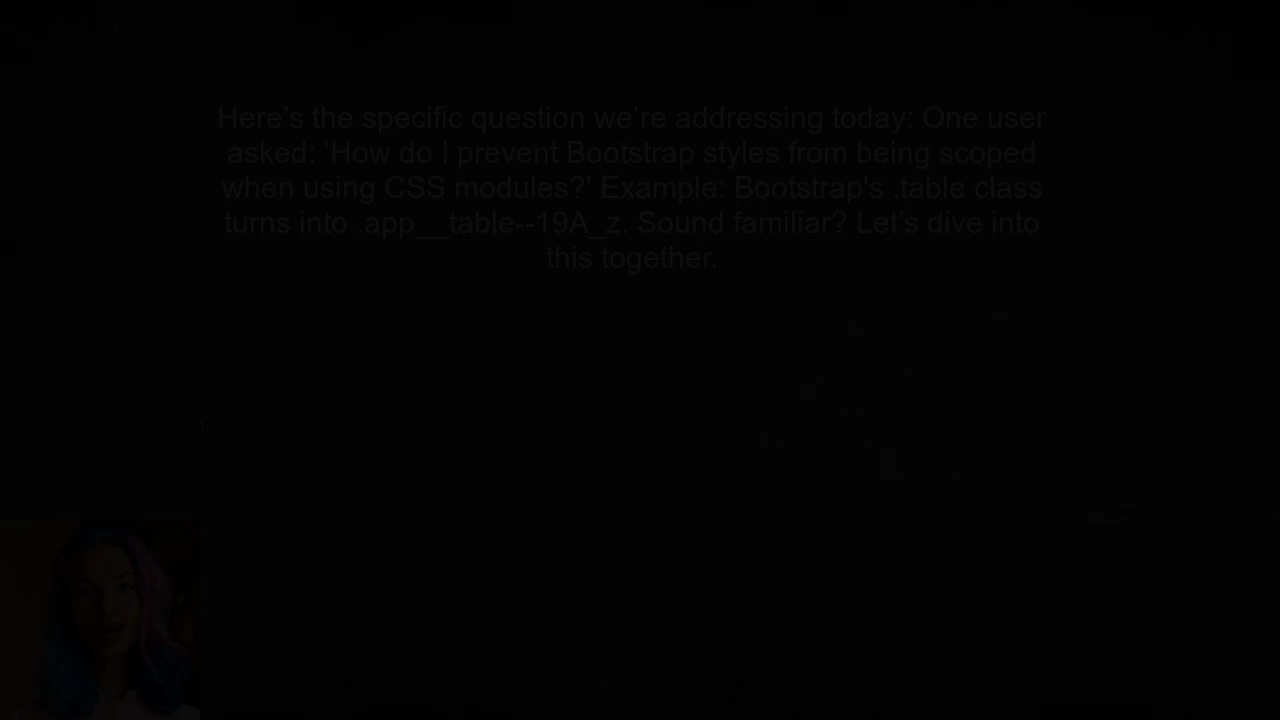 Here's the specific question we're addressing today: One user
asked: 'How do I prevent Bootstrap styles from being scoped
when using CSS modules?' Example: Bootstrap's .table class
turns into .app__table--19A_z. Sound familiar? Let's dive into
this together.